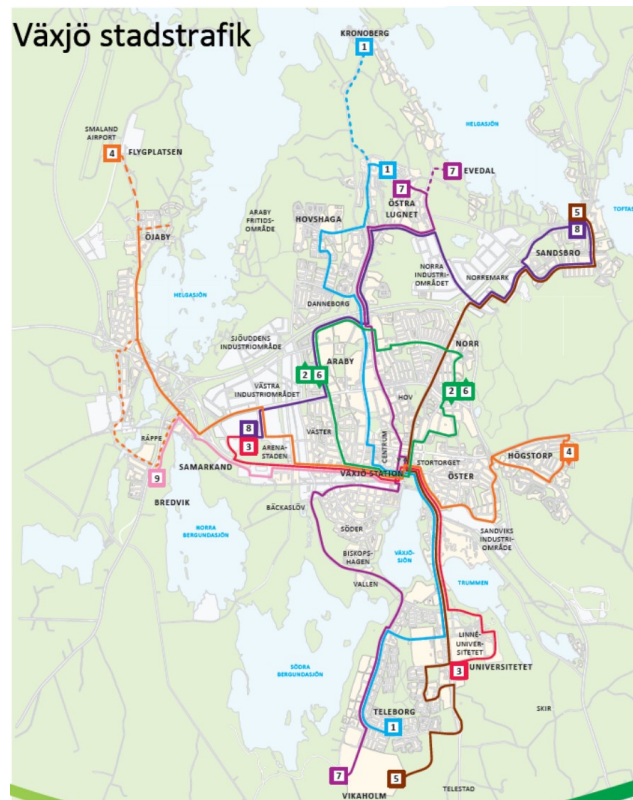 Växjö stadstrafik
KRONOBERG
1
HELGASJÖN
SMALAND
AIRPORT
4
FLYGPLATSEN
1
7
EVEDAL
7
ÖSTRA
LUGNET
ARABY
FRITIDS-
OMRÅDE
HOVSHAGA
5
8
ÖJABY
SANDSBRO
NORRA
INDUSTRI-
OMRÅDET
NORREMARK
HELGASJÖN
DANNEBORG
SJÖUDDENS
INDUSTRIOMRÅDE
NORR
ARABY
2
6
VÄSTRA
INDUSTRIOMRÅDET
HOV
2
6
8
3
VÄSTER
CENTRUM
RÄPPE
ARENA-
STADEN
HÖGSTORP
4
SAMARKAND
VÄXJÖ STATION
STORTORGET
ÖSTER
9
BREDVIK
BÄCKASLÖV
SÖDER
SANDVIKS
INDUSTRI-
OMRÅDE
NORRA
BERGUNDASJÖN
BISKOPS-
HAGEN
VÄXJÖ-
SJÖN
VALLEN
TRUMMEN
LINNÉ-
UNIVER-
SITETET
3
UNIVERSITETET
SÖDRA
BERGUNDASJÖN
TELEBORG
1
SKIR
7
5
VIKAHOLM
TELESTAD